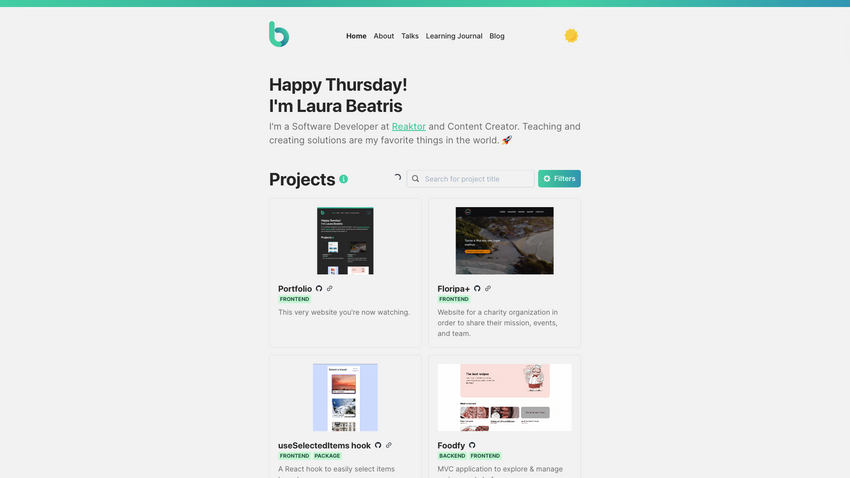 Home About Talks Learning Journal Blog
Happy Thursday!
I'm Laura Beatris
I'm a Software Developer at Reaktor and Content Creator. Teaching and
creating solutions are my favorite things in the world. 🚀
Projects
Search for project title
Filters
Portfolio
FRONTEND
This very website you're now watching.
Floripa+
FRONTEND
Website for a charity organization in
order to share their mission, events,
and team.
useSelectedItems hook
FRONTEND PACKAGE
A React hook to easily select items
Foodfy
BACKEND FRONTEND
MVC application to explore & manage